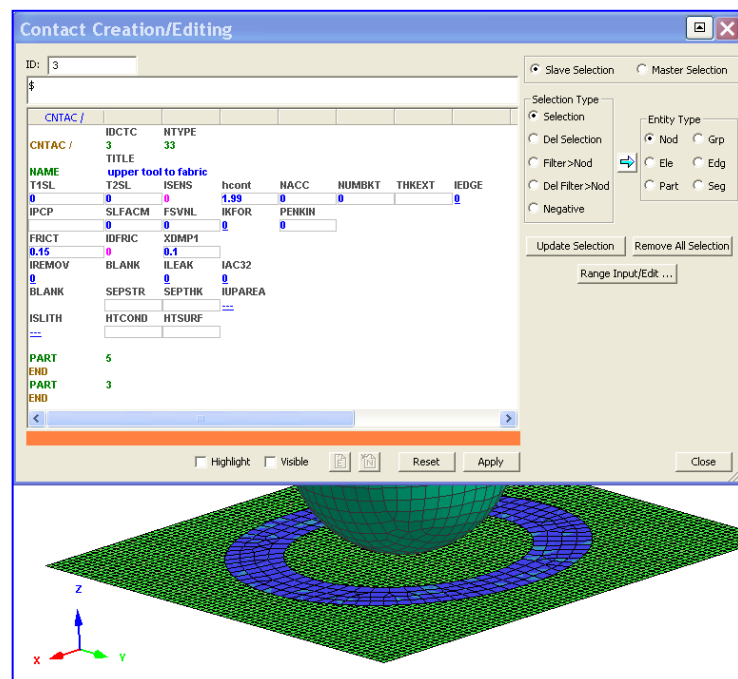 Contact Creation/Editing
ID: 3
$
Slave Selection Master Selection
Selection Type
Selection
Del Selection
Filter>Nod
Del Filter>Nod
Negative
Entity Type
Nod Grp
Ele Edg
Part Seg
Update Selection Remove All Selection
Range Input/Edit ...
CNTAC /
IDCTC NTYPE
CNTAC / 3 33
TITLE
NAME upper tool to fabric
T1SL T2SL ISENS hcont NACC NUMBKT THKEXT IEDGE
0 0 0 1.99 0 0 0
IPCP SLFACM FSVNL IKFOR PENKIN
0 0 0 0
FRICT IDFRIC XDMP1
0.15 0 0.1
IREMOV BLANK ILEAK IAC32
0 0 0
BLANK SEPSTR SEPTHK IUPAREA
---
ISLITH HTCOND HTSURF
---
PART 5
END
PART 3
END
Highlight Visible E N Reset Apply Close
Z
X Y